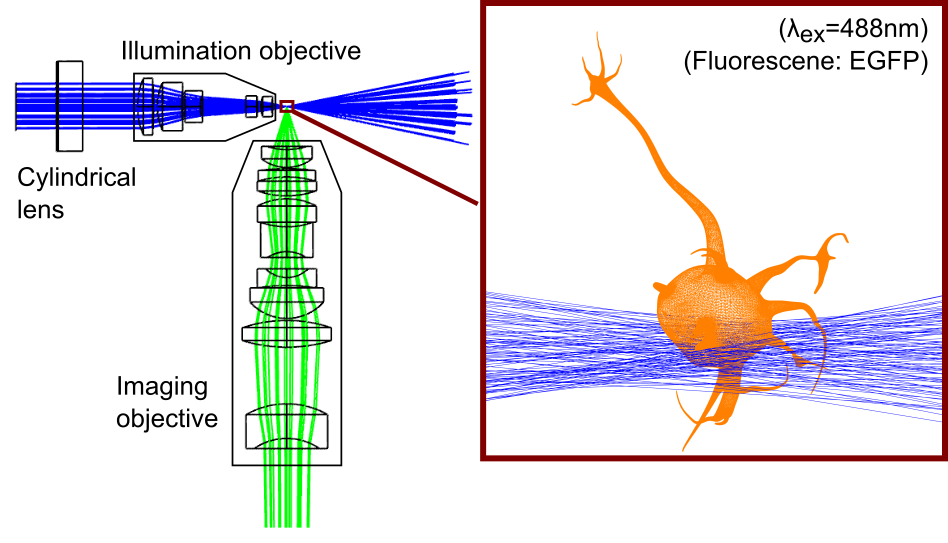 Illumination objective
(λex=488nm)
(Fluorescene: EGFP)
Cylindrical
lens
Imaging
objective